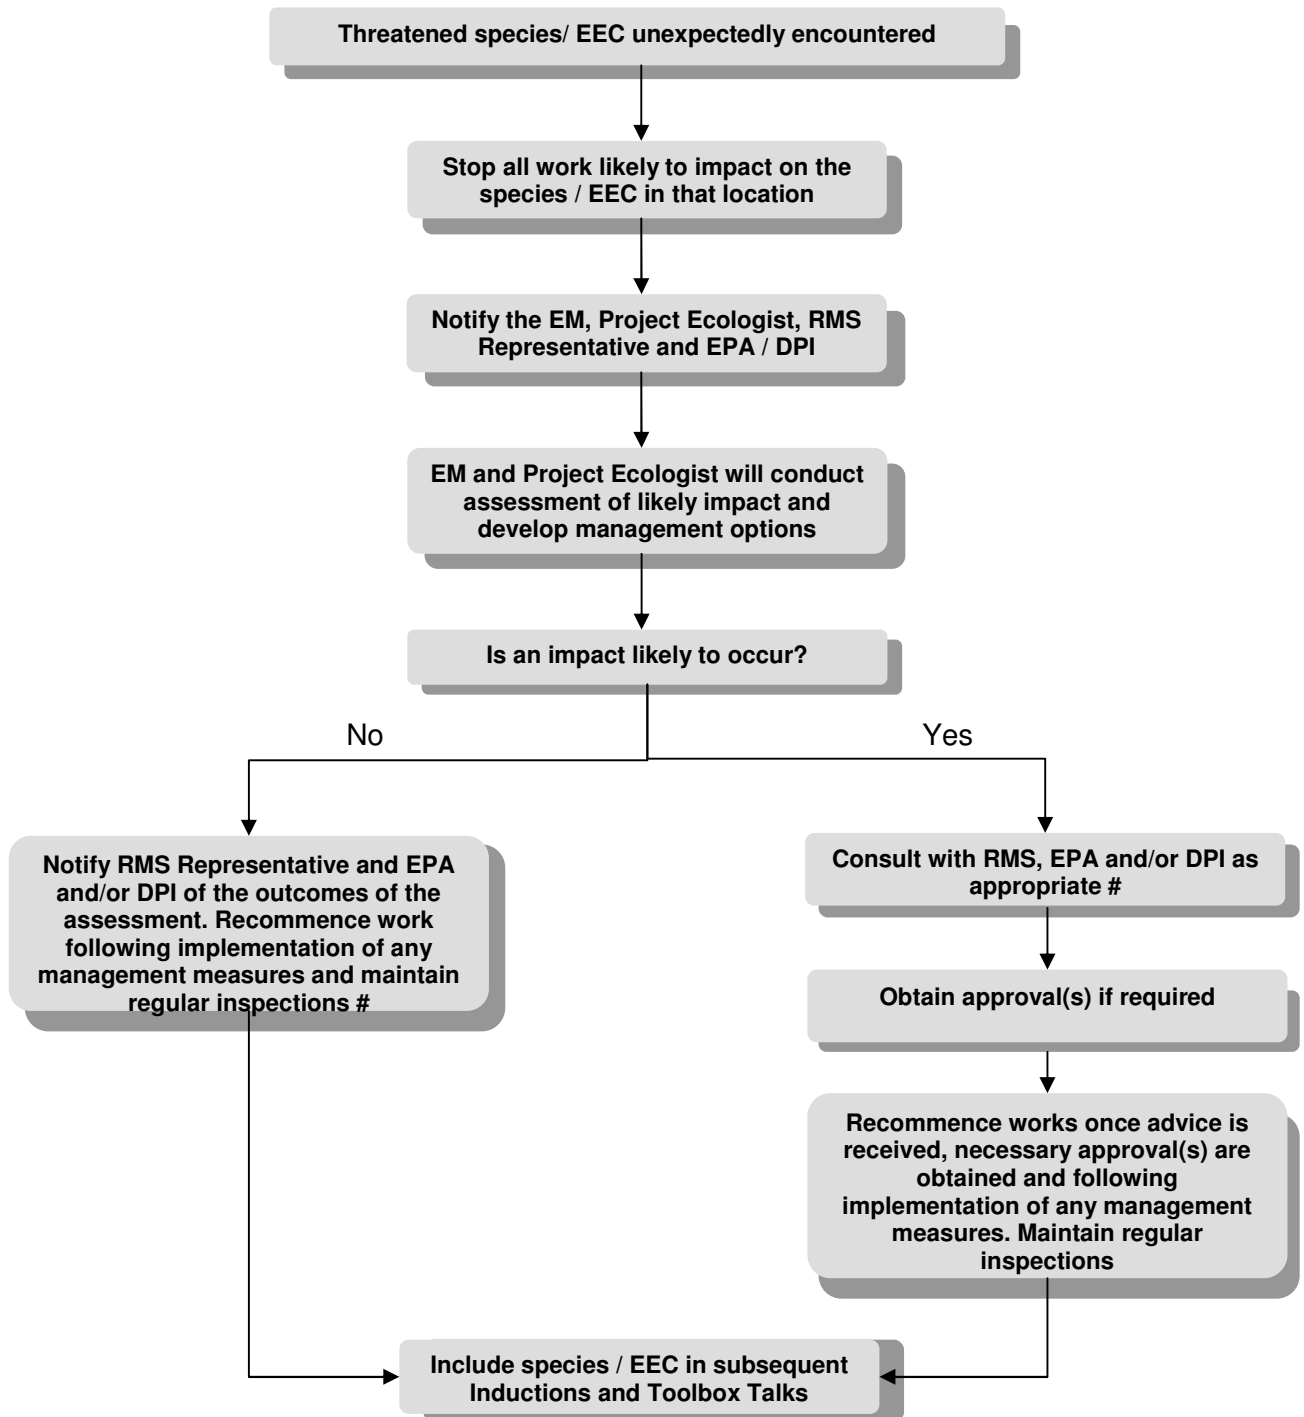 Threatened species/ EEC unexpectedly encountered
Stop all work likely to impact on the
species / EEC in that location
Notify the EM, Project Ecologist, RMS
Representative and EPA / DPI
EM and Project Ecologist will conduct
assessment of likely impact and
develop management options
Is an impact likely to occur?
No
Yes
Notify RMS Representative and EPA
and/or DPI of the outcomes of the
assessment. Recommence work
following implementation of any
management measures and maintain
regular inspections #
Consult with RMS, EPA and/or DPI as
appropriate #
Obtain approval(s) if required
Recommence works once advice is
received, necessary approval(s) are
obtained and following
implementation of any management
measures. Maintain regular
inspections
Include species / EEC in subsequent
Inductions and Toolbox Talks